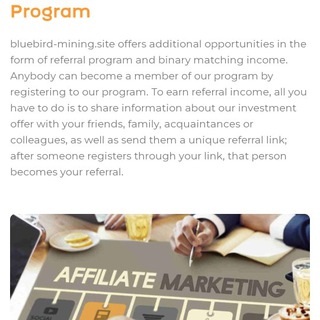 Program
bluebird-mining.site offers additional opportunities in the
form of referral program and binary matching income.
Anybody can become a member of our program by
registering to our program. To earn referral income, all you
have to do is to share information about our investment
offer with your friends, family, acquaintances or
colleagues, as well as send them a unique referral link;
after someone registers through your link, that person
becomes your referral.
AFFILIATE MARKETING
SOCIAL